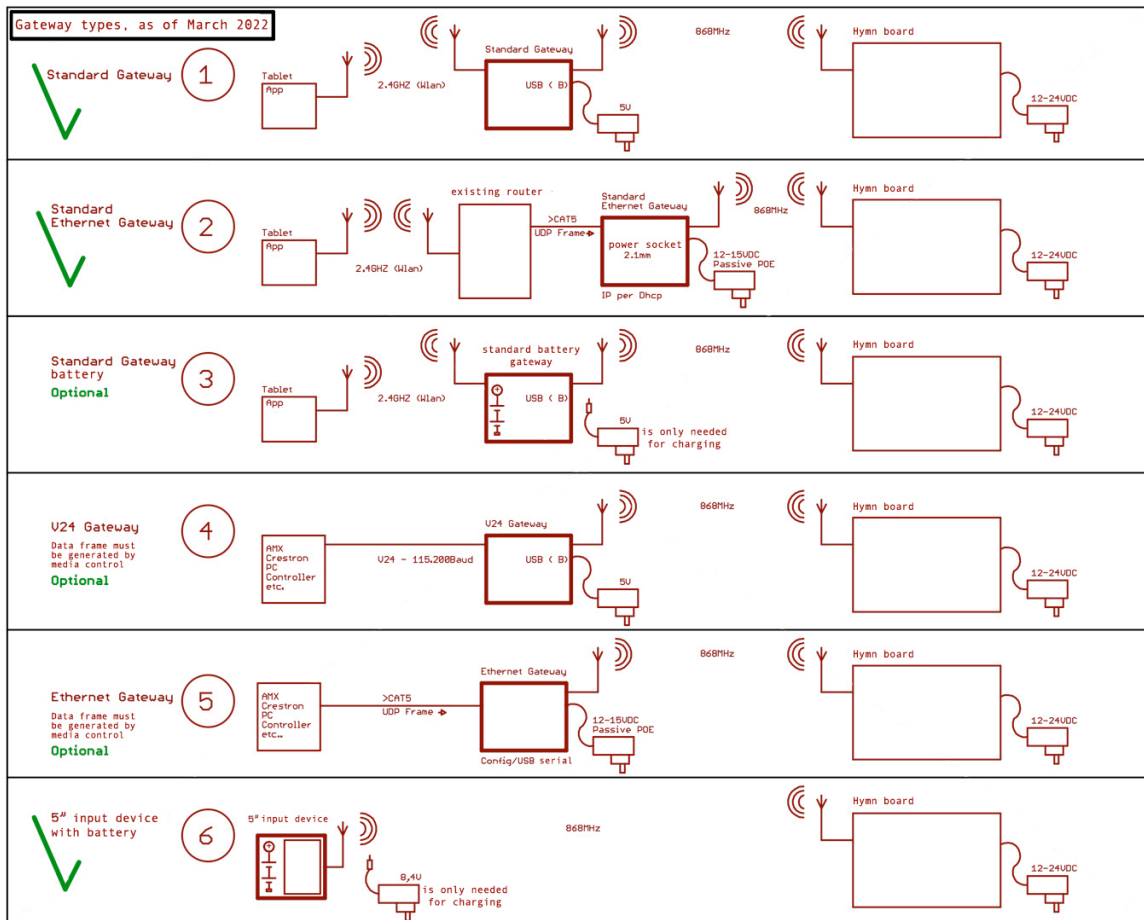 Gateway types, as of March 2022
Standard Gateway
1
Tablet
App
2.4GHZ (Wlan)
Standard Gateway
USB ( B)
5V
868MHz
Hymn board
12-24VDC
Standard
Ethernet Gateway
2
Tablet
App
2.4GHZ (Wlan)
existing router
>CAT5
UDP Frame
Standard
Ethernet Gateway
power socket
2.1mm
IP per Dhcp
12-15VDC
Passive POE
868MHz
Hymn board
12-24VDC
Standard Gateway
battery
Optional
3
Tablet
App
2.4GHZ (Wlan)
standard battery
gateway
USB ( B)
5V
is only needed
for charging
868MHz
Hymn board
12-24VDC
V24 Gateway
Data frame must
be generated by
media control
Optional
4
AMX
Crestron
PC
Controller
etc.
V24 - 115.200Baud
V24 Gateway
USB ( B)
5V
868MHz
Hymn board
12-24VDC
Ethernet Gateway
Data frame must
be generated by
media control
Optional
5
AMX
Crestron
PC
Controller
etc..
>CAT5
UDP Frame
Ethernet Gateway
Config/USB serial
12-15VDC
Passive POE
868MHz
Hymn board
12-24VDC
5" input device
with battery
6
5" input device
8,4V
is only needed
for charging
868MHz
Hymn board
12-24VDC